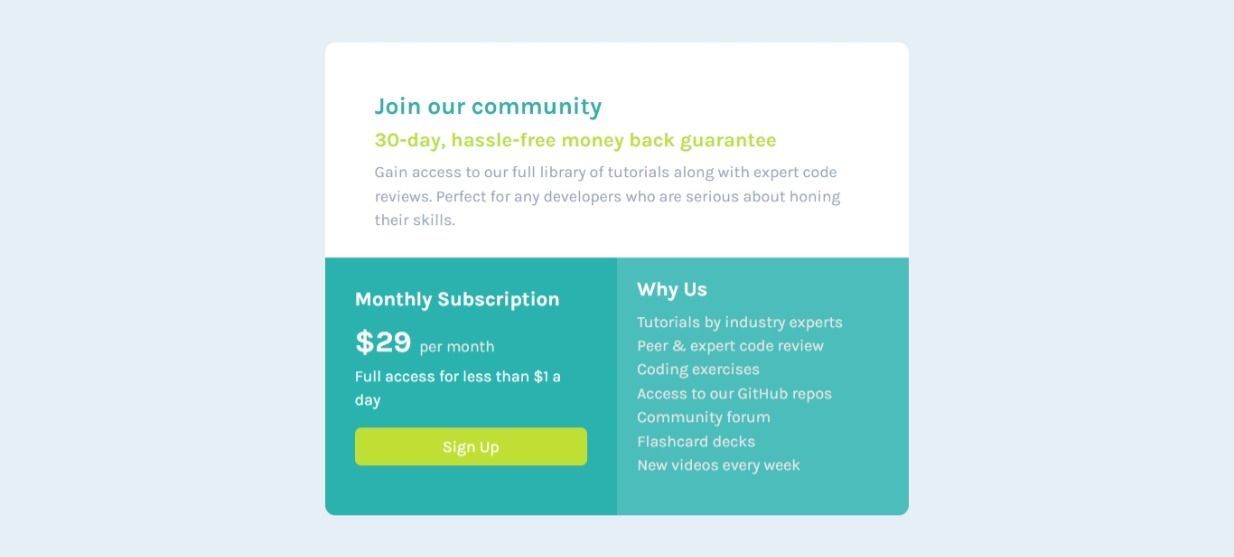 Join our community
30-day, hassle-free money back guarantee
Gain access to our full library of tutorials along with expert code
reviews. Perfect for any developers who are serious about honing
their skills.
Monthly Subscription
$29 per month
Full access for less than $1 a
day
Sign Up
Why Us
Tutorials by industry experts
Peer & expert code review
Coding exercises
Access to our GitHub repos
Community forum
Flashcard decks
New videos every week